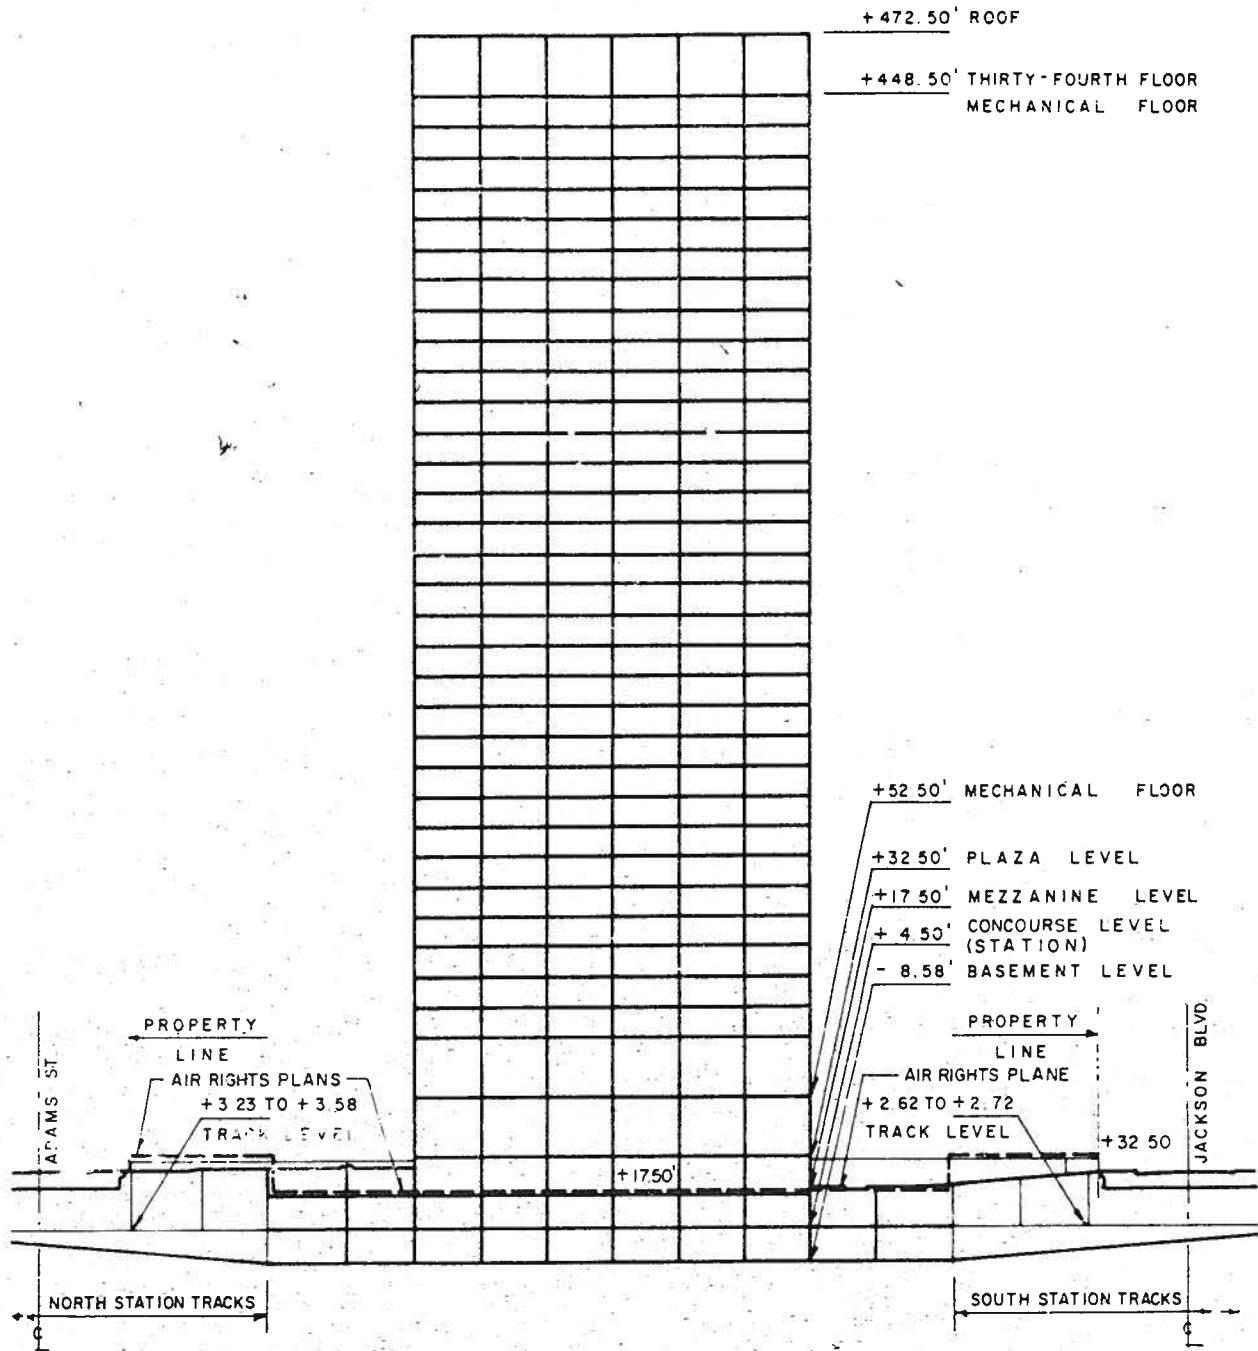 +472.50' ROOF
+448.50' THIRTY-FOURTH FLOOR
MECHANICAL FLOOR
+52.50' MECHANICAL FLOOR
+32.50' PLAZA LEVEL
+17.50' MEZZANINE LEVEL
+ 4.50' CONCOURSE LEVEL
(STATION)
- 8.58' BASEMENT LEVEL
PROPERTY
LINE
AIR RIGHTS PLANS
+3.23 TO +3.58
TRACK LEVEL
ADAMS ST.
PROPERTY
LINE
AIR RIGHTS PLANE
+2.62 TO +2.72
TRACK LEVEL
+32 50
JACKSON BLVD.
+17.50'
NORTH STATION TRACKS
SOUTH STATION TRACKS